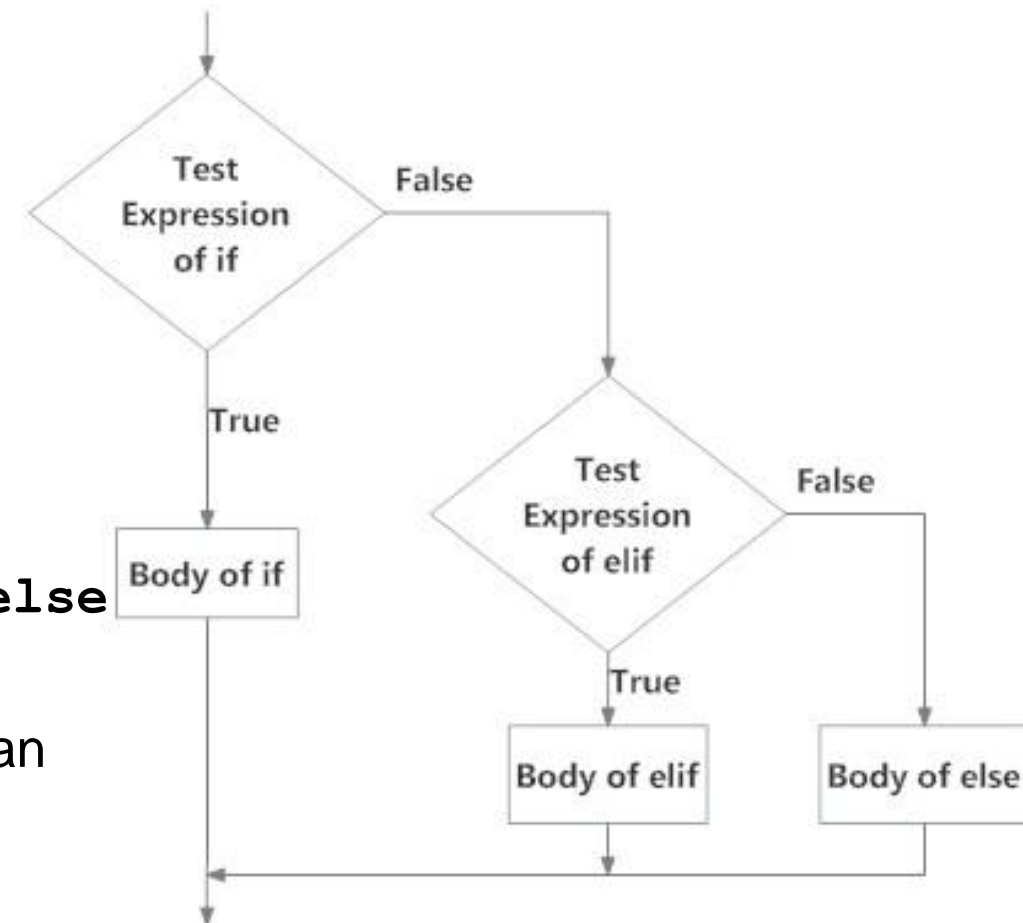 Test
Expression
of if
False
True
Test
Expression
of elif
False
Body of if
else
True
an
Body of elif
Body of else